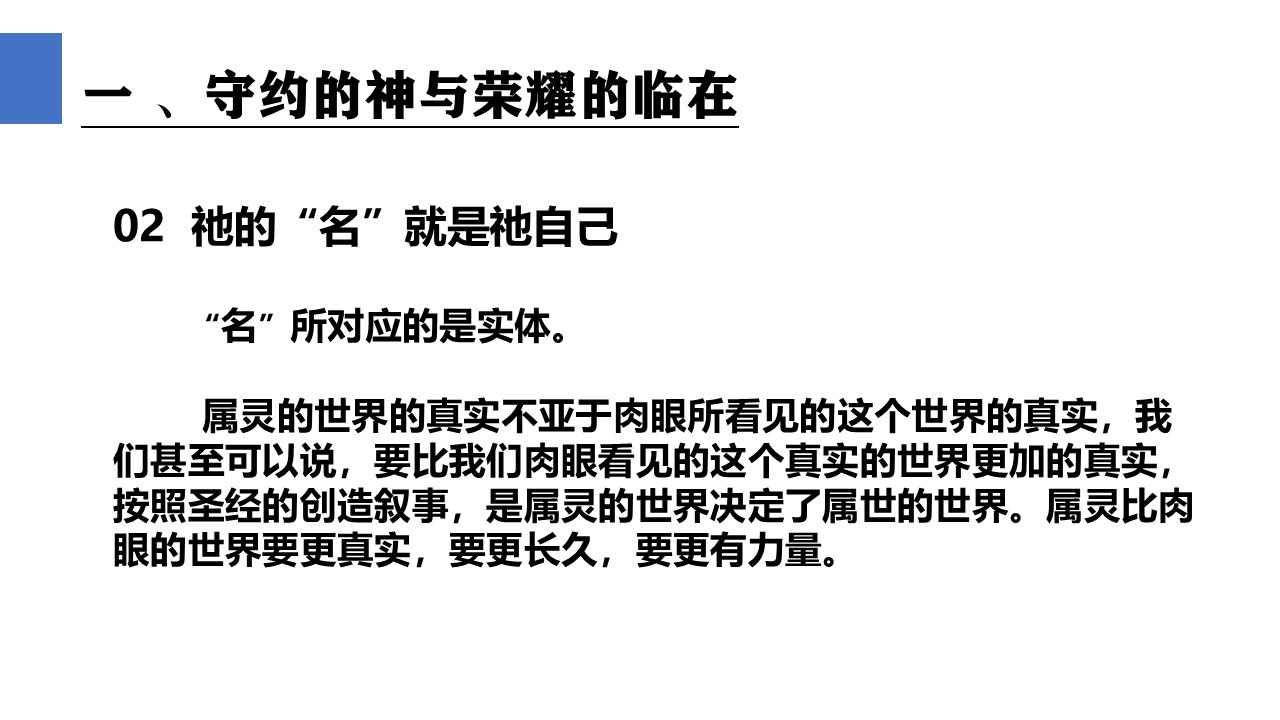 一 、守约的神与荣耀的临在
02 祂的“名”就是祂自己
“名”所对应的是实体。
属灵的世界的真实不亚于肉眼所看见的这个世界的真实，我
们甚至可以说，要比我们肉眼看见的这个真实的世界更加的真实，
按照圣经的创造叙事，是属灵的世界决定了属世的世界。属灵比肉
眼的世界要更真实，要更长久，要更有力量。